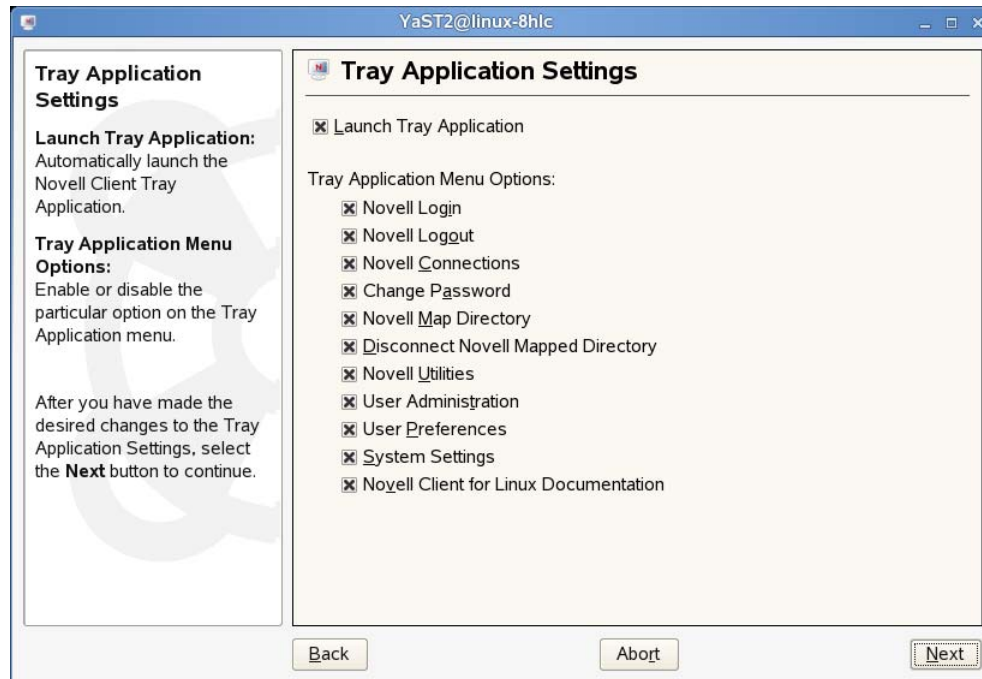 YaST2@linux-8hlc
Tray Application
Settings
Launch Tray Application:
Automatically launch the
Novell Client Tray
Application.
Tray Application Menu
Options:
Enable or disable the
particular option on the Tray
Application menu.
After you have made the
desired changes to the Tray
Application Settings, select
the Next button to continue.
Tray Application Settings
Launch Tray Application
Tray Application Menu Options:
Novell Login
Novell Logout
Novell Connections
Change Password
Novell Map Directory
Disconnect Novell Mapped Directory
Novell Utilities
User Administration
User Preferences
System Settings
Novell Client for Linux Documentation
Back
Abort
Next